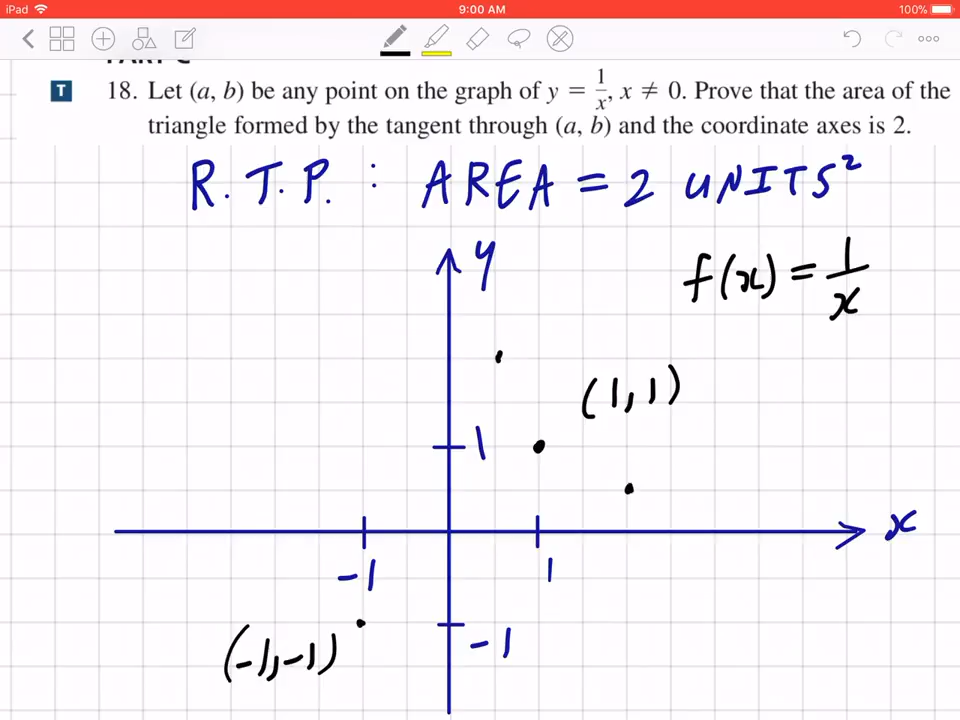 iPad 9:00 AM 100%
T 18. Let (a, b) be any point on the graph of y = 1/x, x ≠ 0. Prove that the area of the
triangle formed by the tangent through (a, b) and the coordinate axes is 2.
R.T.P. : AREA = 2 UNITS²
y
f(x) = 1/x
(1,1)
1
x
-1 1
(-1,-1) -1